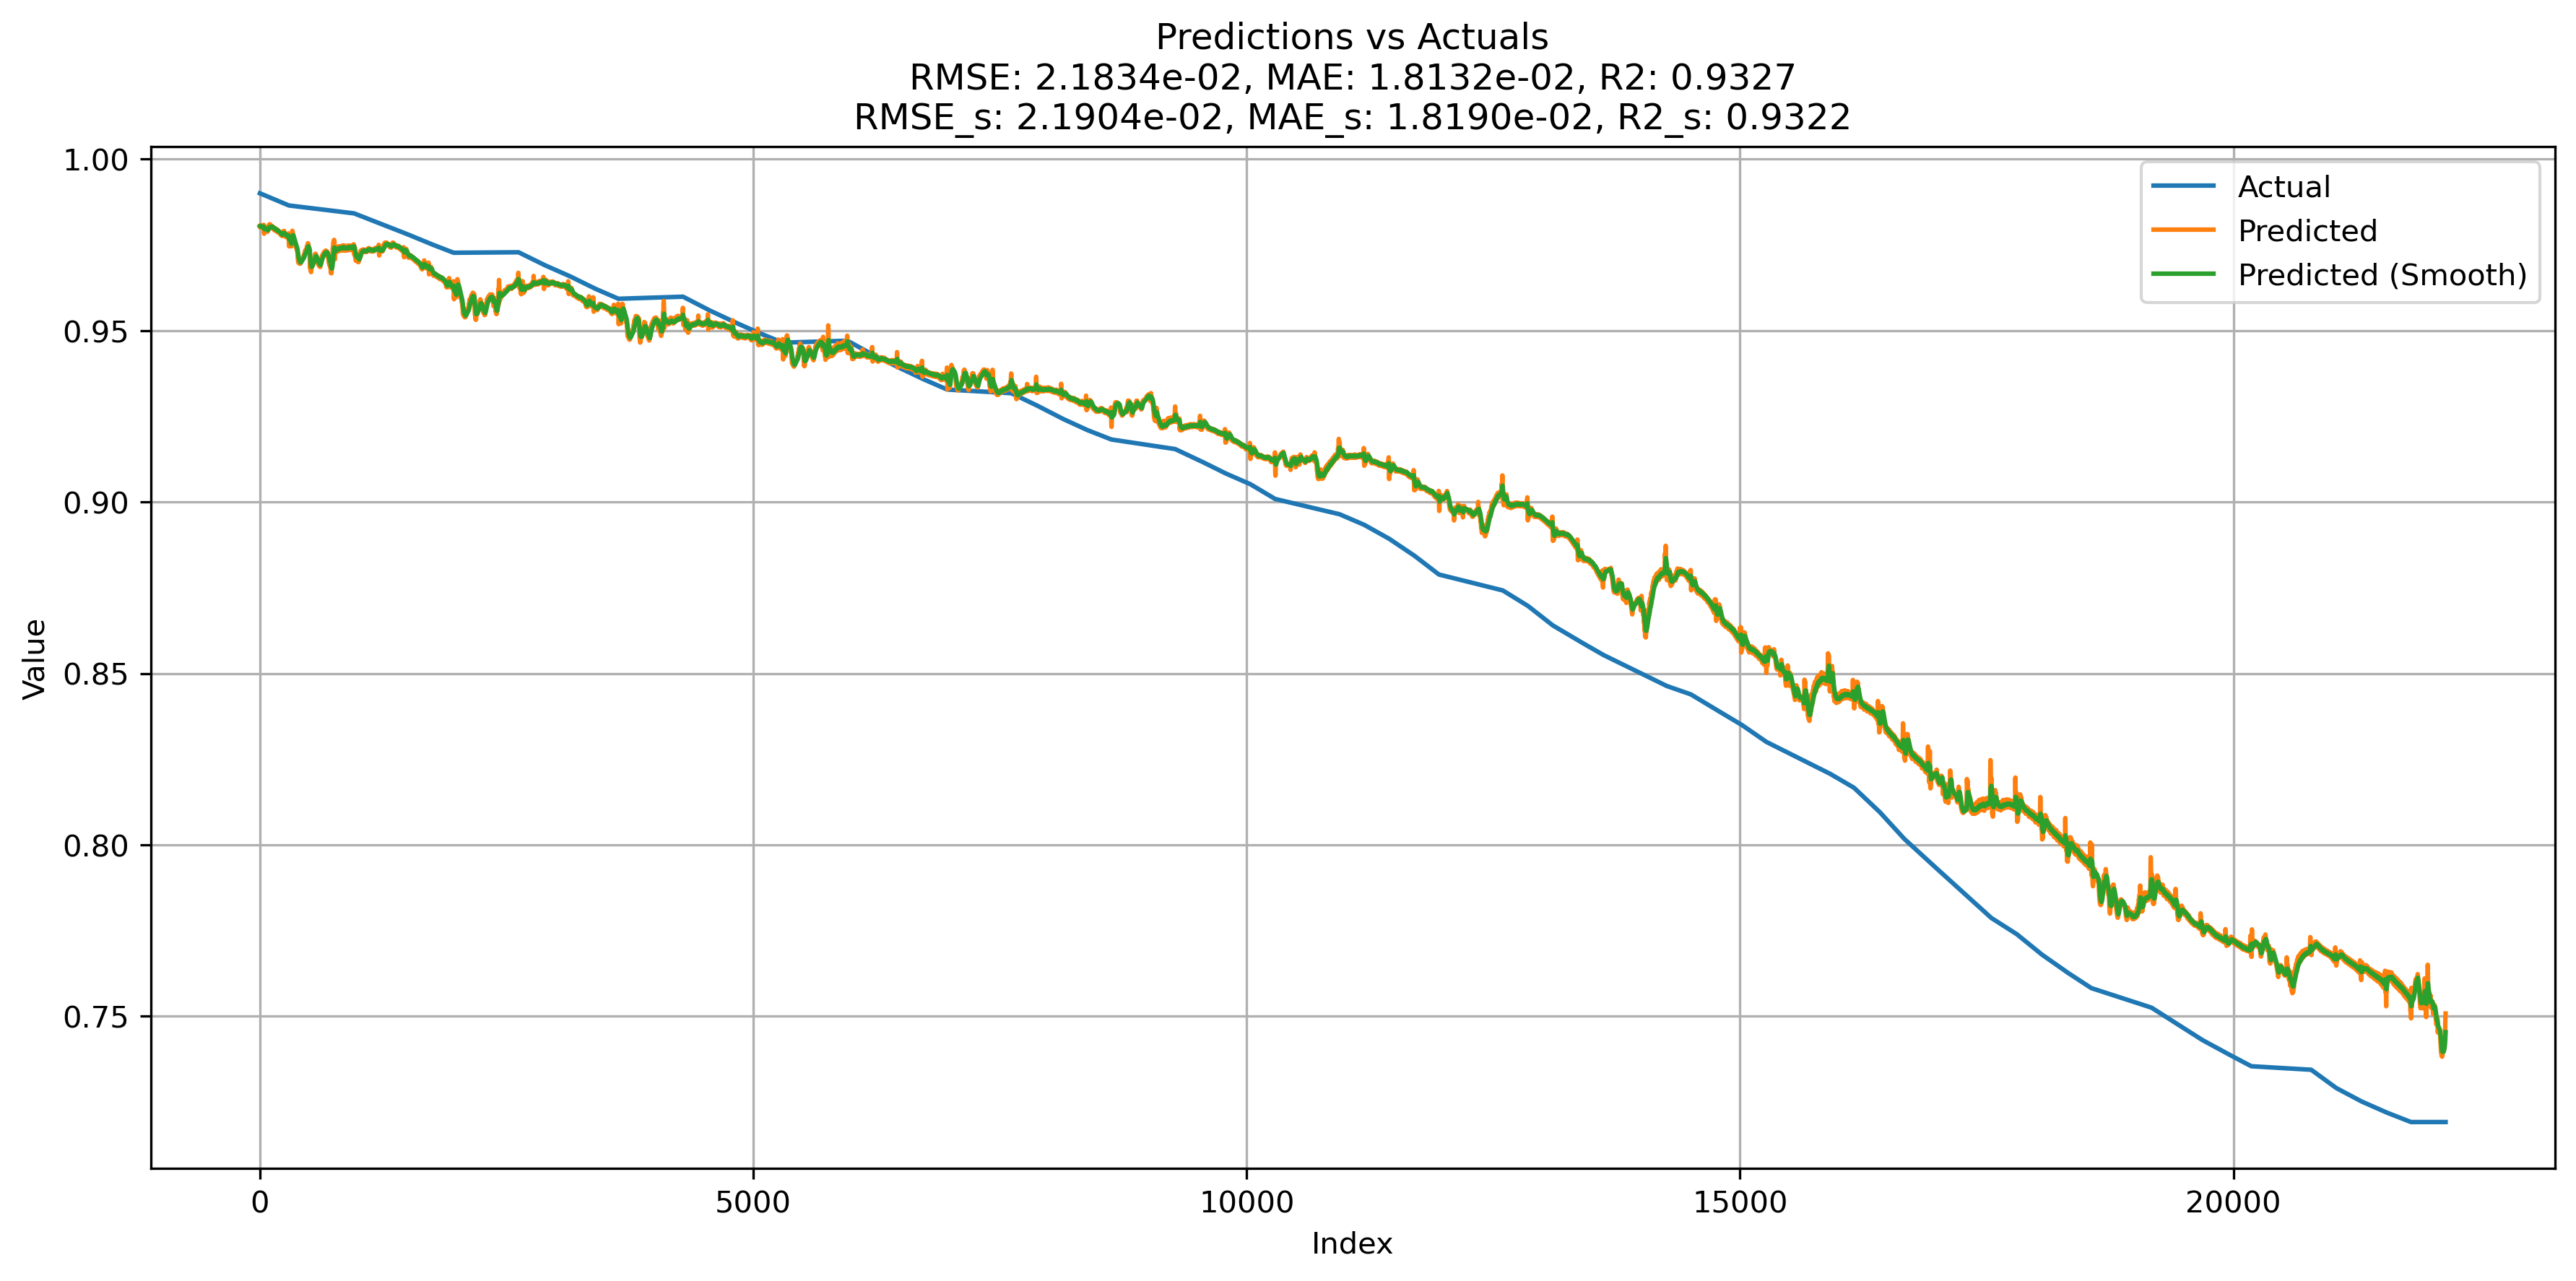 Predictions vs Actuals
RMSE: 2.1834e-02, MAE: 1.8132e-02, R2: 0.9327
RMSE_s: 2.1904e-02, MAE_s: 1.8190e-02, R2_s: 0.9322
Actual
Predicted
Predicted (Smooth)
Value
1.00
0.95
0.90
0.85
0.80
0.75
0
5000
10000
15000
20000
Index